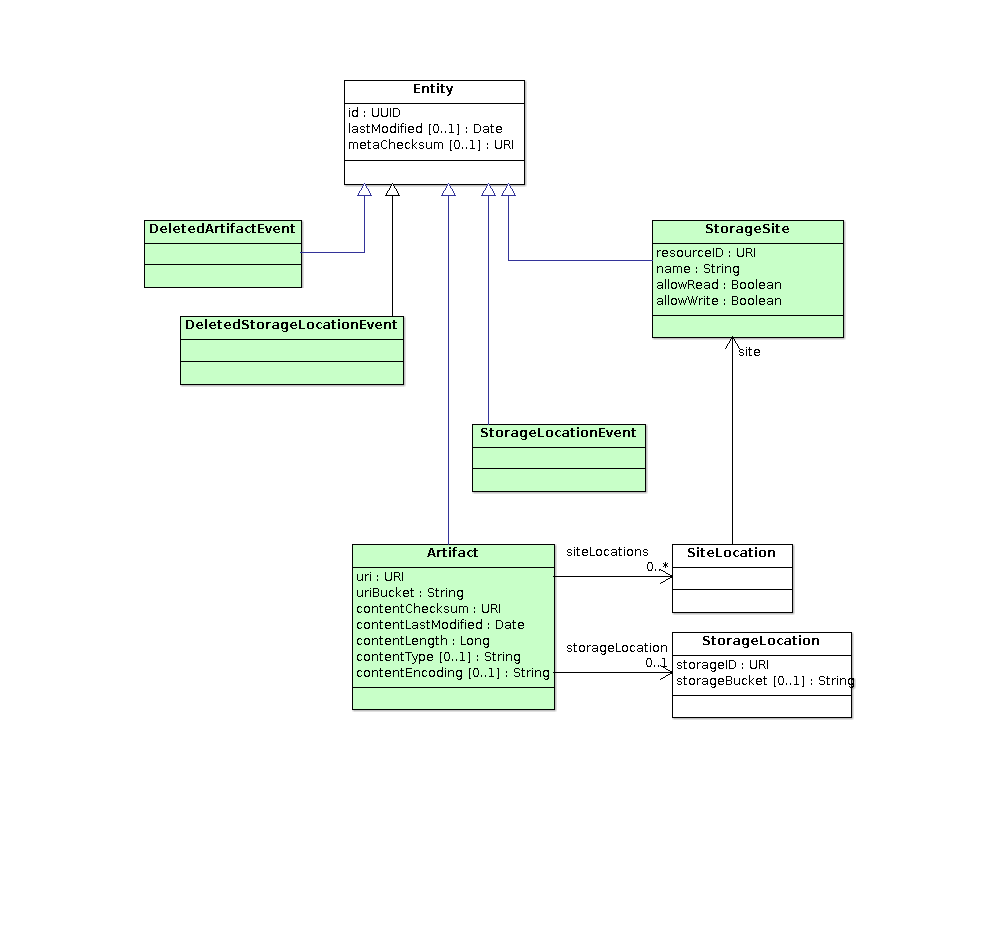 Entity
id : UUID
lastModified [0..1] : Date
metaChecksum [0..1] : URI
DeletedArtifactEvent
StorageSite
resourceID : URI
name : String
allowRead : Boolean
allowWrite : Boolean
DeletedStorageLocationEvent
site
StorageLocationEvent
Artifact
uri : URI
uriBucket : String
contentChecksum : URI
contentLastModified : Date
contentLength : Long
contentType [0..1] : String
contentEncoding [0..1] : String
siteLocations
0..*
SiteLocation
storageLocation
0..1
StorageLocation
storageID : URI
storageBucket [0..1] : String